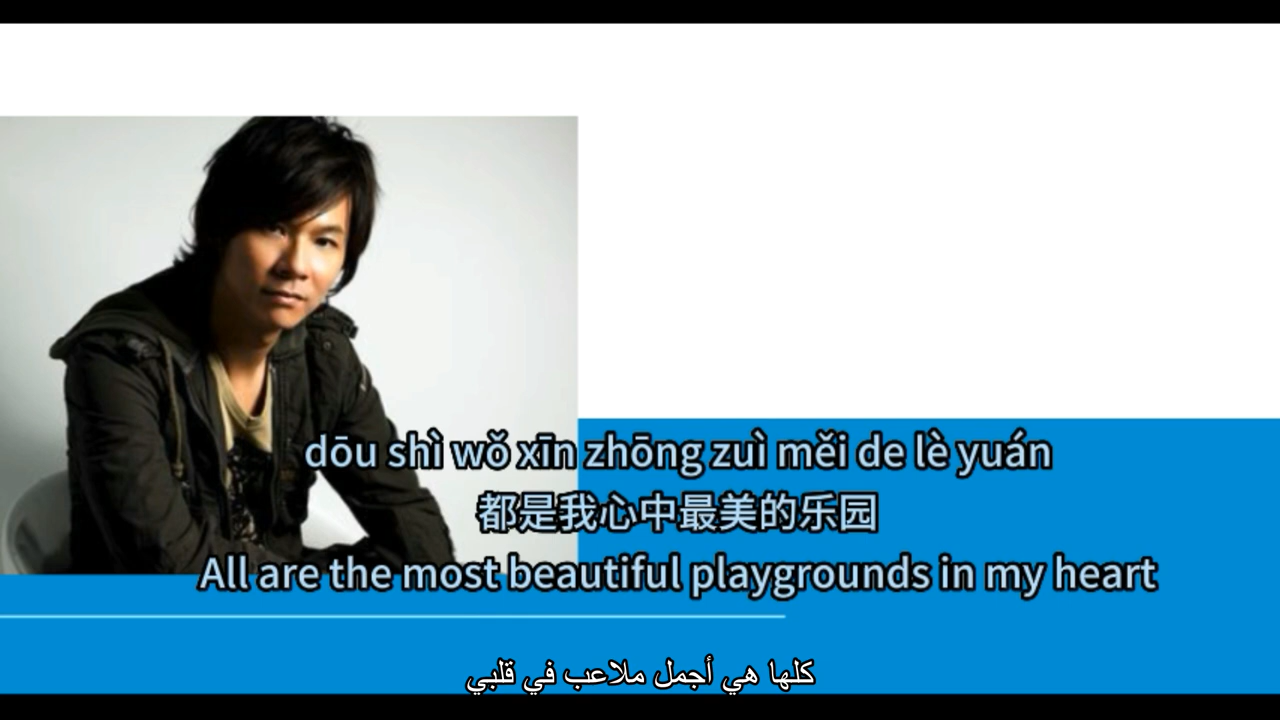 dōu shì wǒ xīn zhōng zuì měi de lè yuán
都是我心中最美的乐园
All are the most beautiful playgrounds in my heart
كلها هي أجمل ملاعب في قلبي